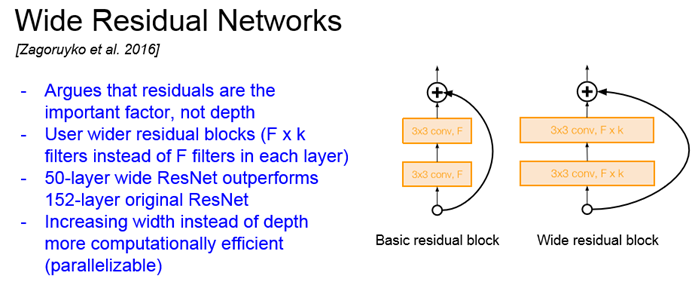 Wide Residual Networks
[Zagoruyko et al. 2016]
- Argues that residuals are the
important factor, not depth
- User wider residual blocks (F x k
filters instead of F filters in each layer)
- 50-layer wide ResNet outperforms
152-layer original ResNet
- Increasing width instead of depth
more computationally efficient
(parallelizable)
+
3x3 conv, F
3x3 conv, F
Basic residual block
+
3x3 conv, F x k
3x3 conv, F x k
Wide residual block